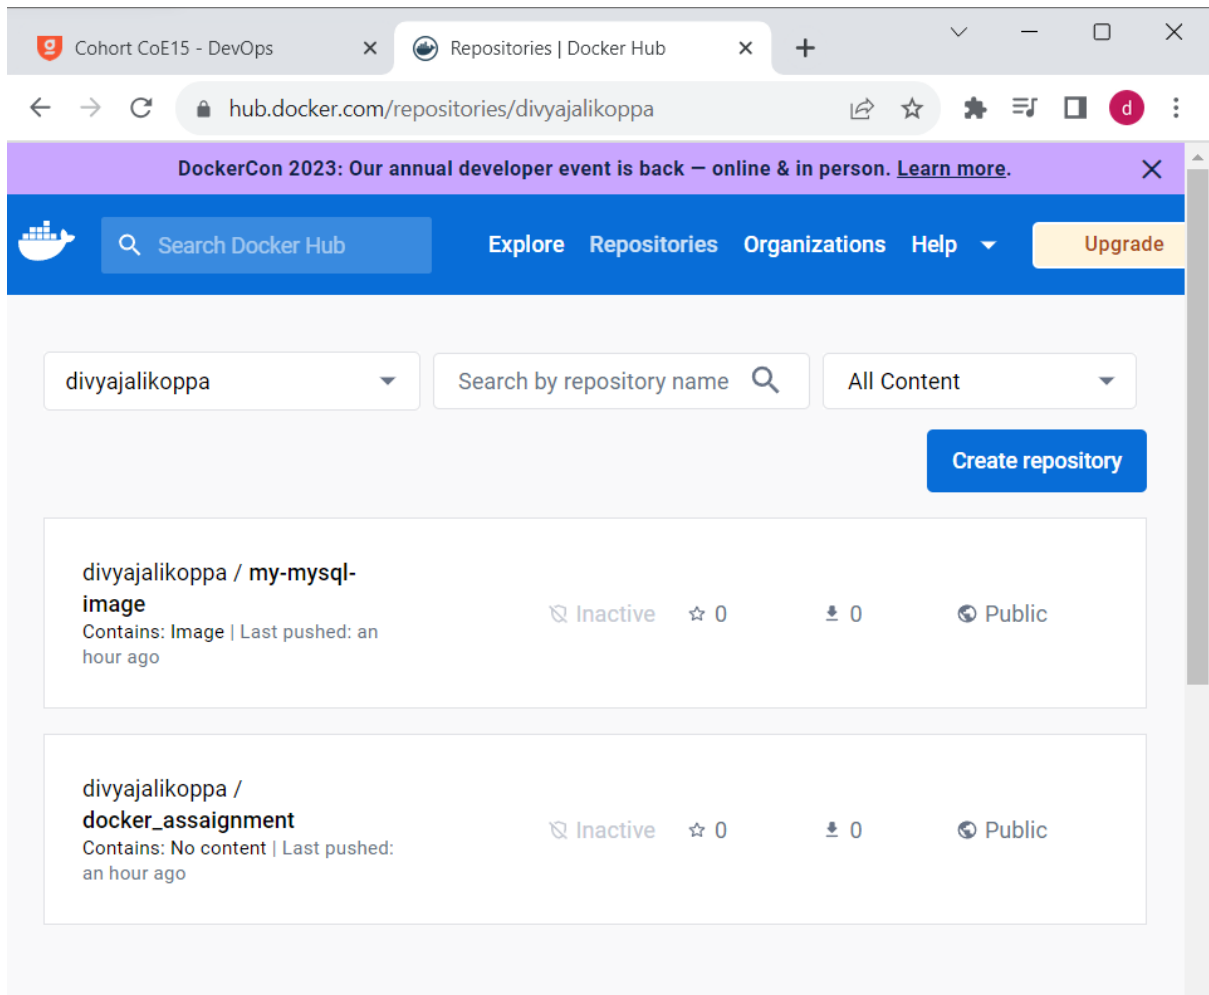 Cohort CoE15 - DevOps
Repositories | Docker Hub
hub.docker.com/repositories/divyajalikoppa
d
DockerCon 2023: Our annual developer event is back — online & in person. Learn more.
Search Docker Hub
Explore
Repositories
Organizations
Help
Upgrade
divyajalikoppa
Search by repository name
All Content
Create repository
divyajalikoppa / my-mysql-
image
Contains: Image | Last pushed: an
hour ago
Inactive
0
0
Public
divyajalikoppa /
docker_assaignment
Contains: No content | Last pushed:
an hour ago
Inactive
0
0
Public